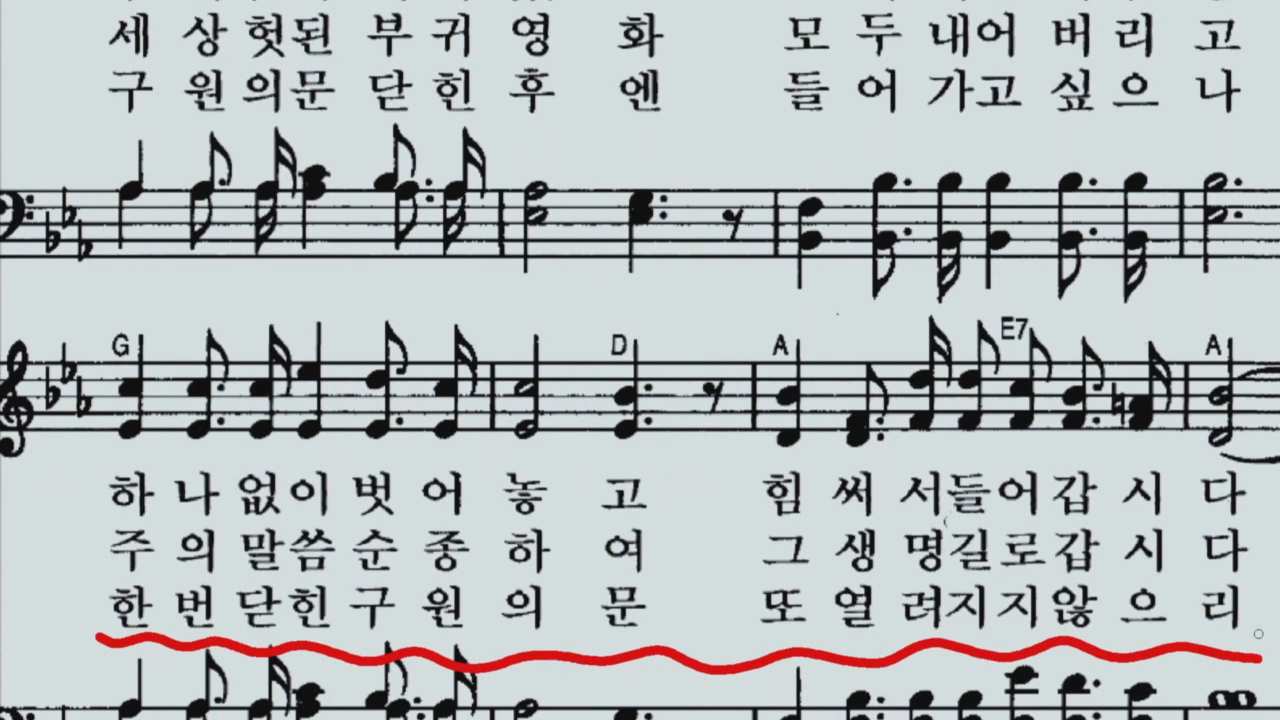 세상 헛된 부귀영화 모두 내어 버리고
구원의 문 닫힌 후엔 들어가고 싶으나
G D A E7 A
하나없이 벗어 놓고 힘써서 들어갑시다
주의 말씀 순종하여 그 생명길로 갑시다
한번 닫힌 구원의 문 또 열려지지 않으리